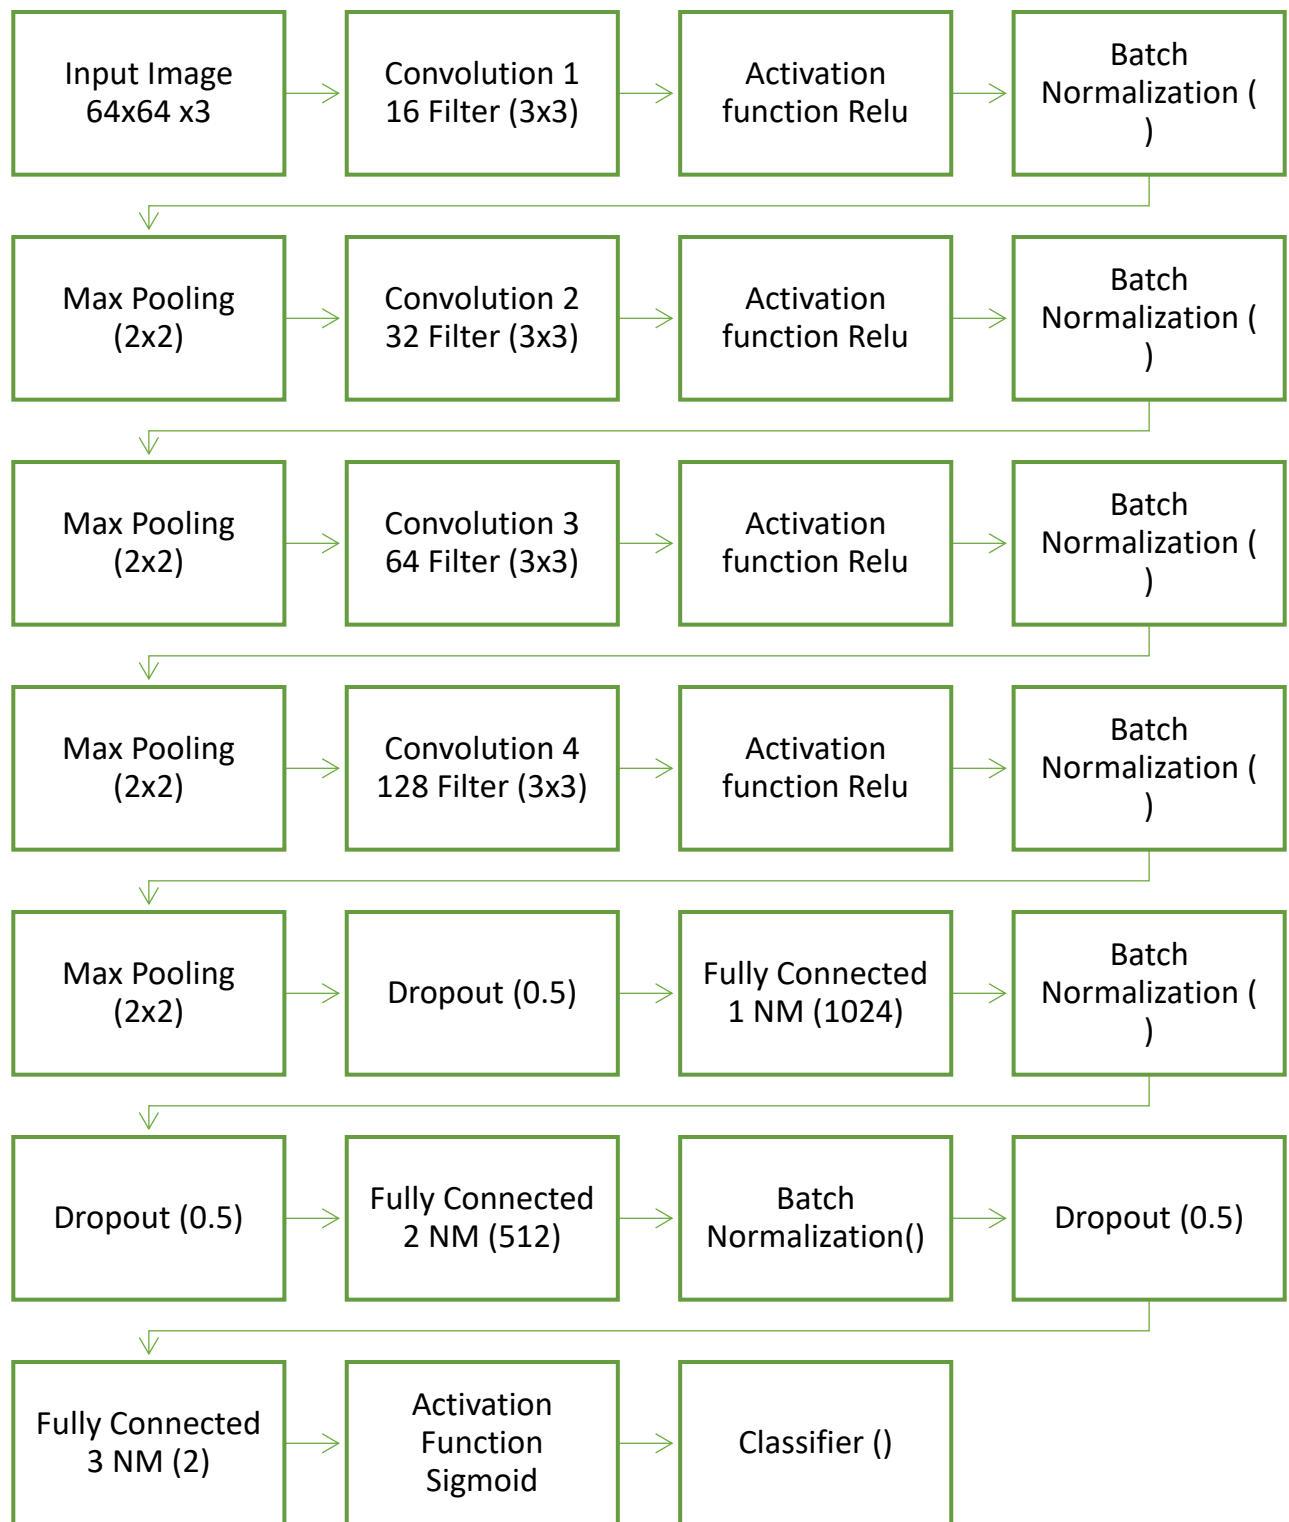 Input Image
64x64 x3
Convolution 1
16 Filter (3x3)
Activation
function Relu
Batch
Normalization (
)
Max Pooling
(2x2)
Convolution 2
32 Filter (3x3)
Activation
function Relu
Batch
Normalization (
)
Max Pooling
(2x2)
Convolution 3
64 Filter (3x3)
Activation
function Relu
Batch
Normalization (
)
Max Pooling
(2x2)
Convolution 4
128 Filter (3x3)
Activation
function Relu
Batch
Normalization (
)
Max Pooling
(2x2)
Dropout (0.5)
Fully Connected
1 NM (1024)
Batch
Normalization (
)
Dropout (0.5)
Fully Connected
2 NM (512)
Batch
Normalization()
Dropout (0.5)
Fully Connected
3 NM (2)
Activation
Function
Sigmoid
Classifier ()